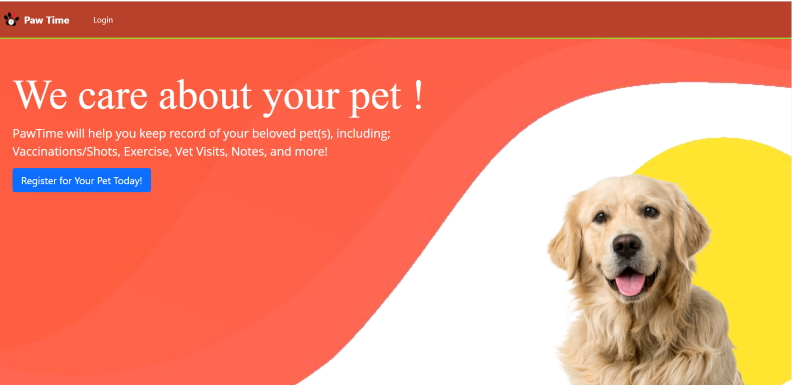 Paw Time
Login
We care about your pet !
PawTime will help you keep record of your beloved pet(s), including;
Vaccinations/Shots, Exercise, Vet Visits, Notes, and more!
Register for Your Pet Today!